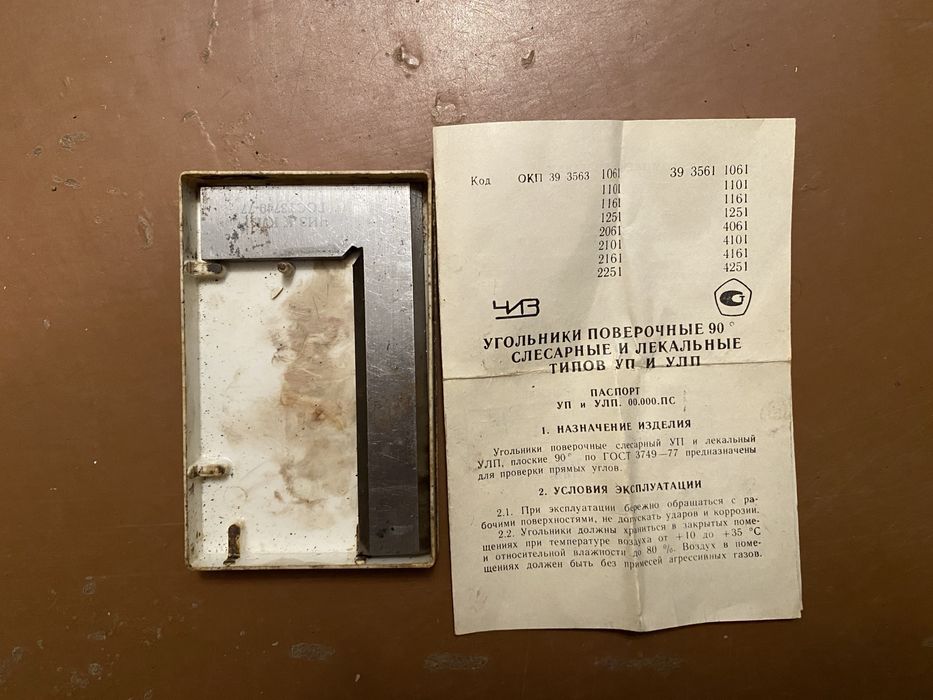 Код ОКП 39 3563 1061 39 3561 1061
1101 1101
1161 1161
1251 1251
2061 4061
2101 4101
2161 4161
2251 4251
ЧИЗ
УГОЛЬНИКИ ПОВЕРОЧНЫЕ 90°
СЛЕСАРНЫЕ И ЛЕКАЛЬНЫЕ
ТИПОВ УП И УЛП
ПАСПОРТ
УП и УЛП. 00.000.ПС
1. НАЗНАЧЕНИЕ ИЗДЕЛИЯ
Угольники поверочные слесарный УП и лекальный
УЛП, плоские 90° по ГОСТ 3749—77 предназначены
для проверки прямых углов.
2. УСЛОВИЯ ЭКСПЛУАТАЦИИ
2.1. При эксплуатации бережно обращаться с ра-
бочими поверхностями, не допускать ударов и коррозии.
2.2. Угольники должны храниться в закрытых поме-
щениях при температуре воздуха от +10 до +35 °С
и относительной влажности до 80 %. Воздух в поме-
щениях должен быть без примесей агрессивных газов.